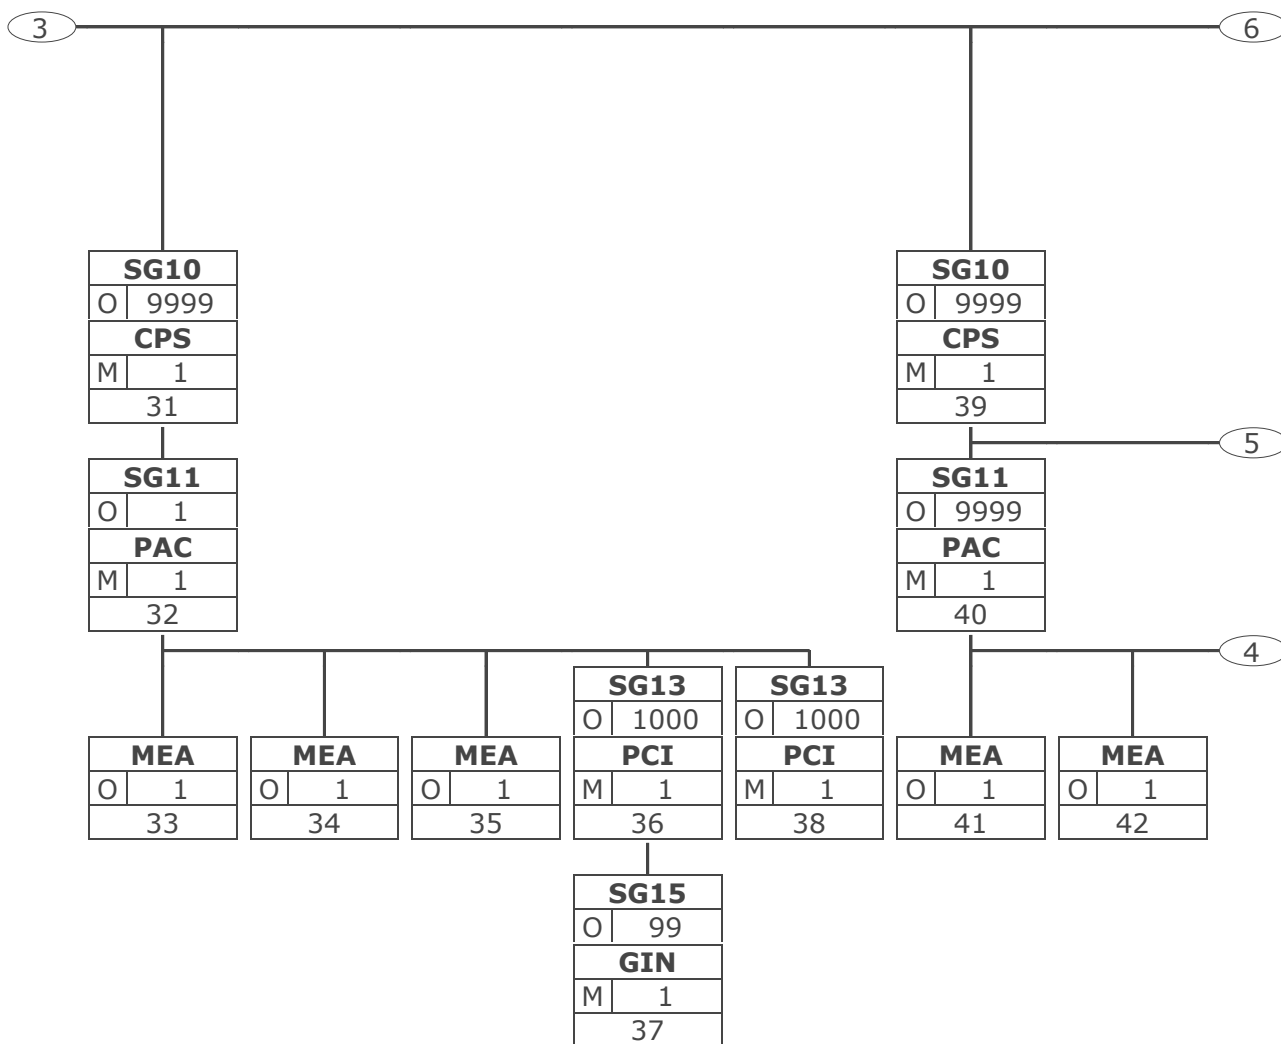 3
6
SG10
O 9999
CPS
M 1
31
SG10
O 9999
CPS
M 1
39
5
SG11
O 1
PAC
M 1
32
SG11
O 9999
PAC
M 1
40
4
SG13
O 1000
SG13
O 1000
MEA
O 1
33
MEA
O 1
34
MEA
O 1
35
PCI
M 1
36
PCI
M 1
38
MEA
O 1
41
MEA
O 1
42
SG15
O 99
GIN
M 1
37